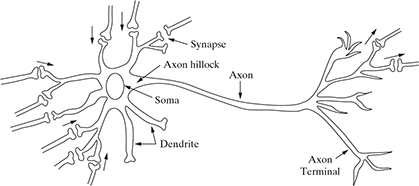 Synapse
Axon hillock
Axon
Soma
Dendrite
Axon
Terminal